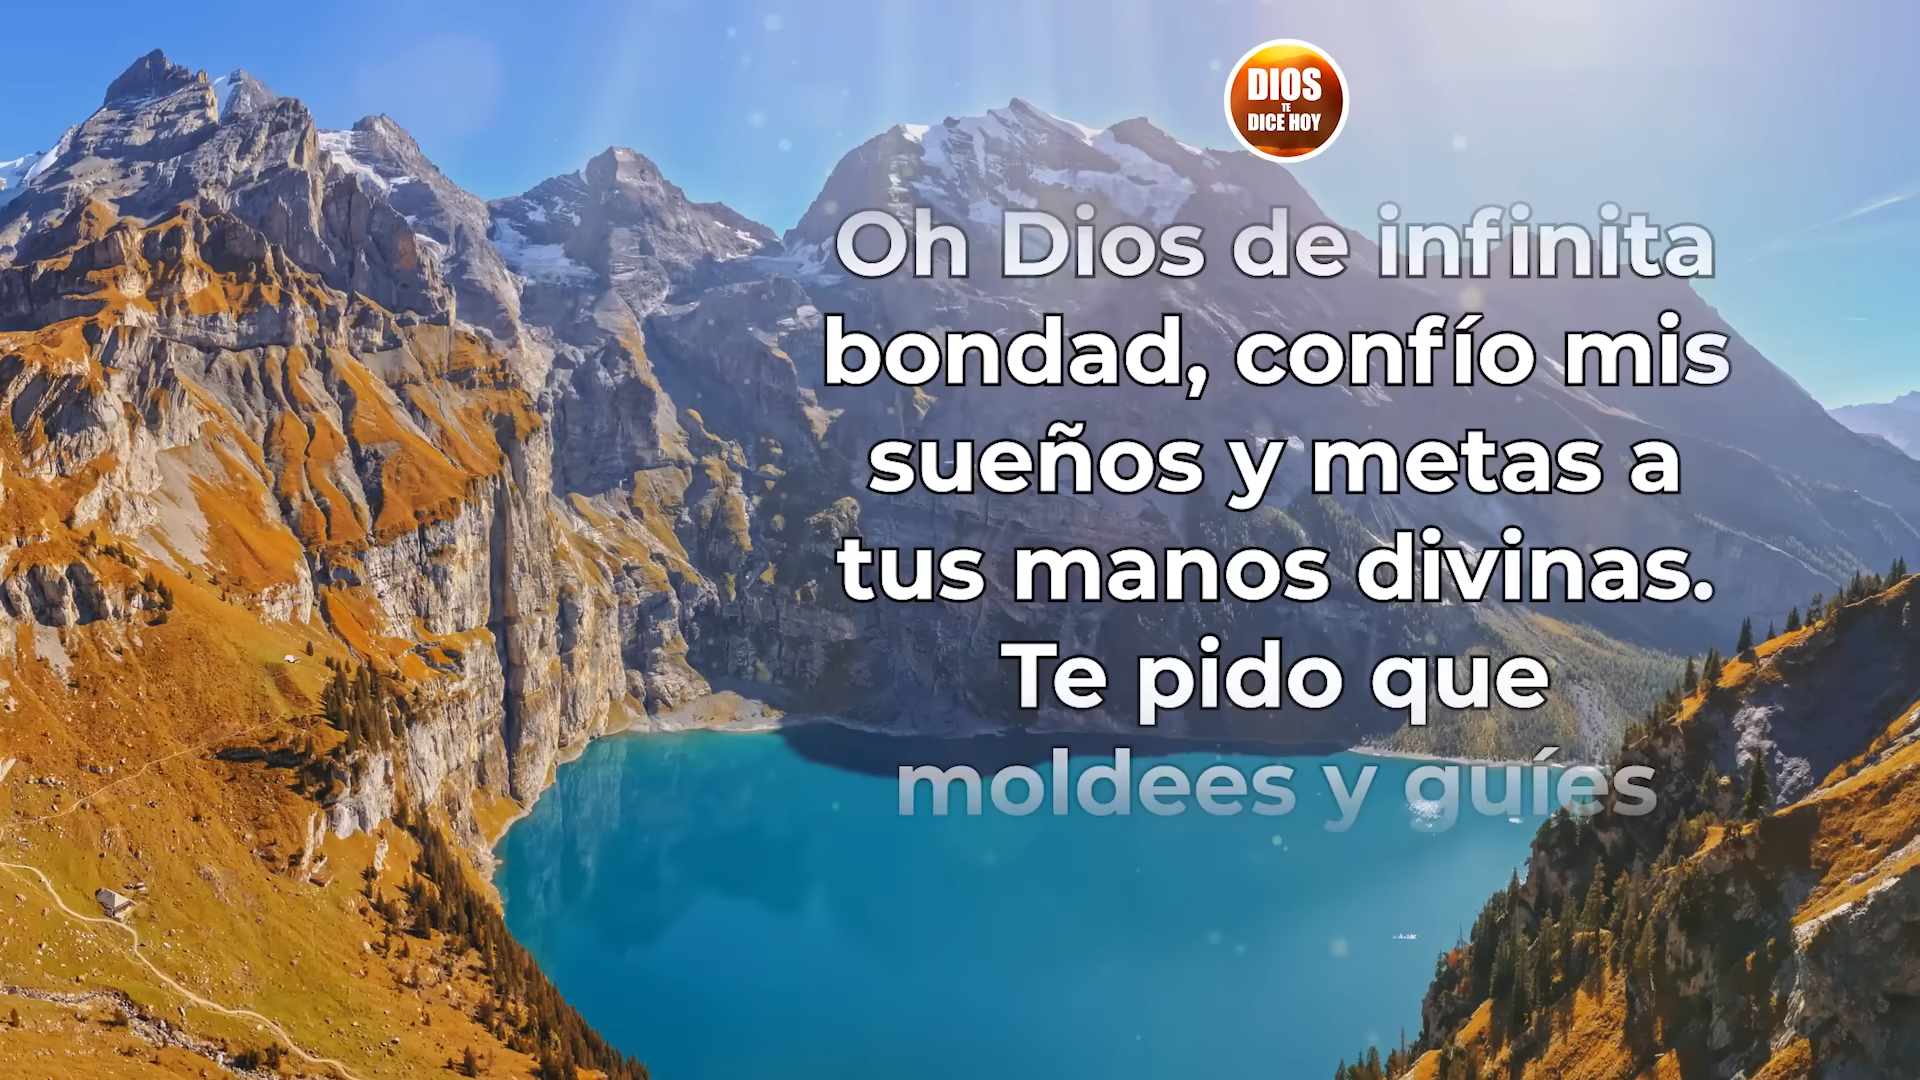 DIOS
TE
DICE HOY
Oh Dios de infinita
bondad, confío mis
sueños y metas a
tus manos divinas.
Te pido que
moldees y guíes